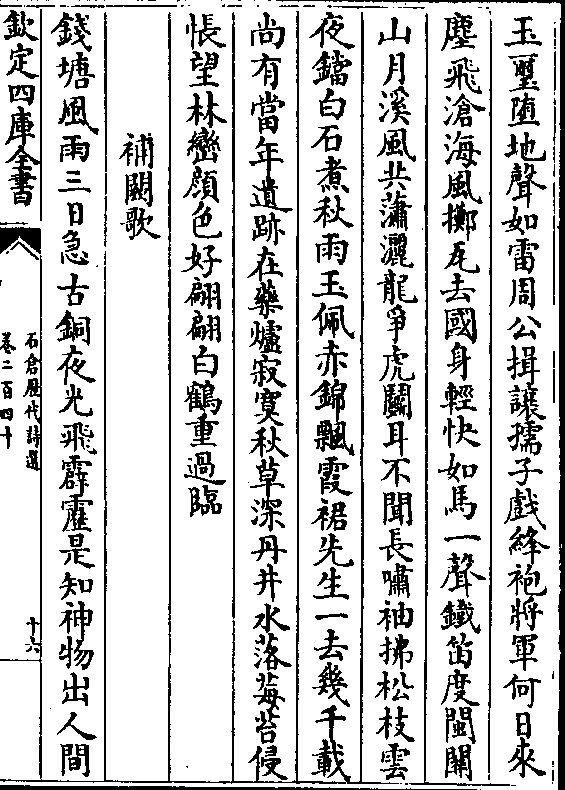 玉璽墮地聲如雷周公揖讓孺子戲絳袍將軍何日來
塵飛滄海風擲瓦去國身輕快如馬一聲鐵笛度閩關
山月溪風共蕭灑龍爭虎鬭耳不聞長嘯袖拂松枝雲
夜鐺白石煮秋雨玉佩赤錦飄霞裾先生一去幾千載
尚有當年遺跡在藥爐寂寞秋草深丹井水落莓苔侵
悵望林巒顔色好翩翩白鶴重過臨
補闕歌
錢塘風雨三日急古銅夜光飛霹靂是知神物出人間
欽定四庫全書
石倉歷代詩選
卷二百四十
十六